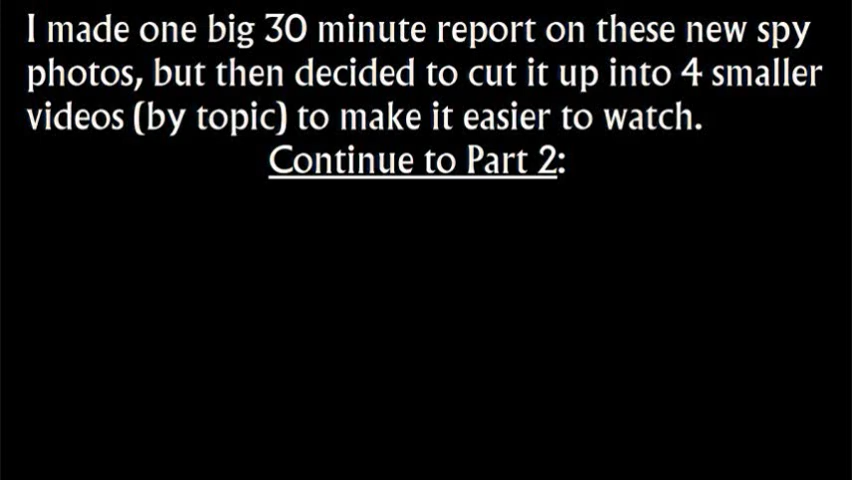 I made one big 30 minute report on these new spy
photos, but then decided to cut it up into 4 smaller
videos (by topic) to make it easier to watch.
Continue to Part 2: